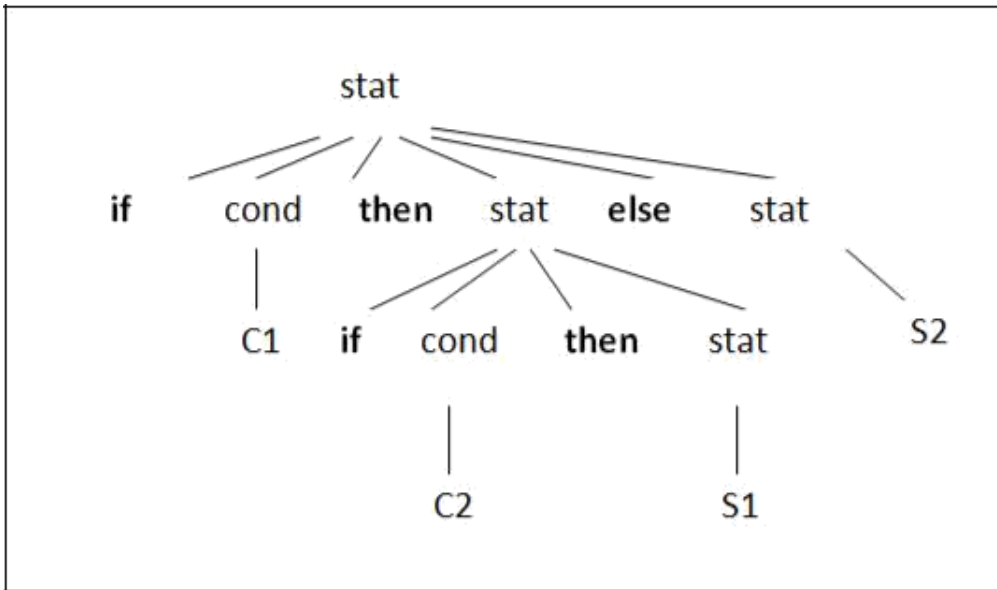 stat
if cond then stat else stat
C1 if cond then stat S2
C2 S1